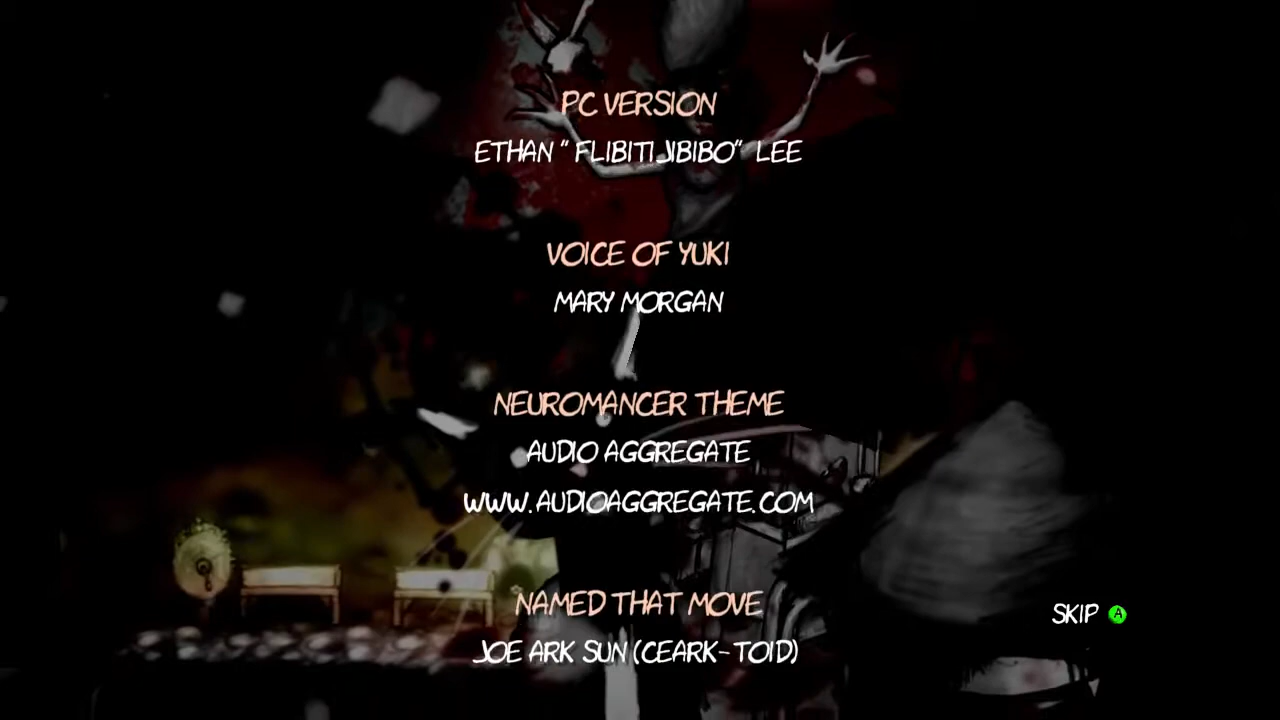 PC VERSION
ETHAN "FLIBITIJIBIBO" LEE
VOICE OF YUKI
MARY MORGAN
NEUROMANCER THEME
AUDIO AGGREGATE
WWW.AUDIOAGGREGATE.COM
NAMED THAT MOVE
SKIP A
JOE ARK SUN (CEARK-TOID)